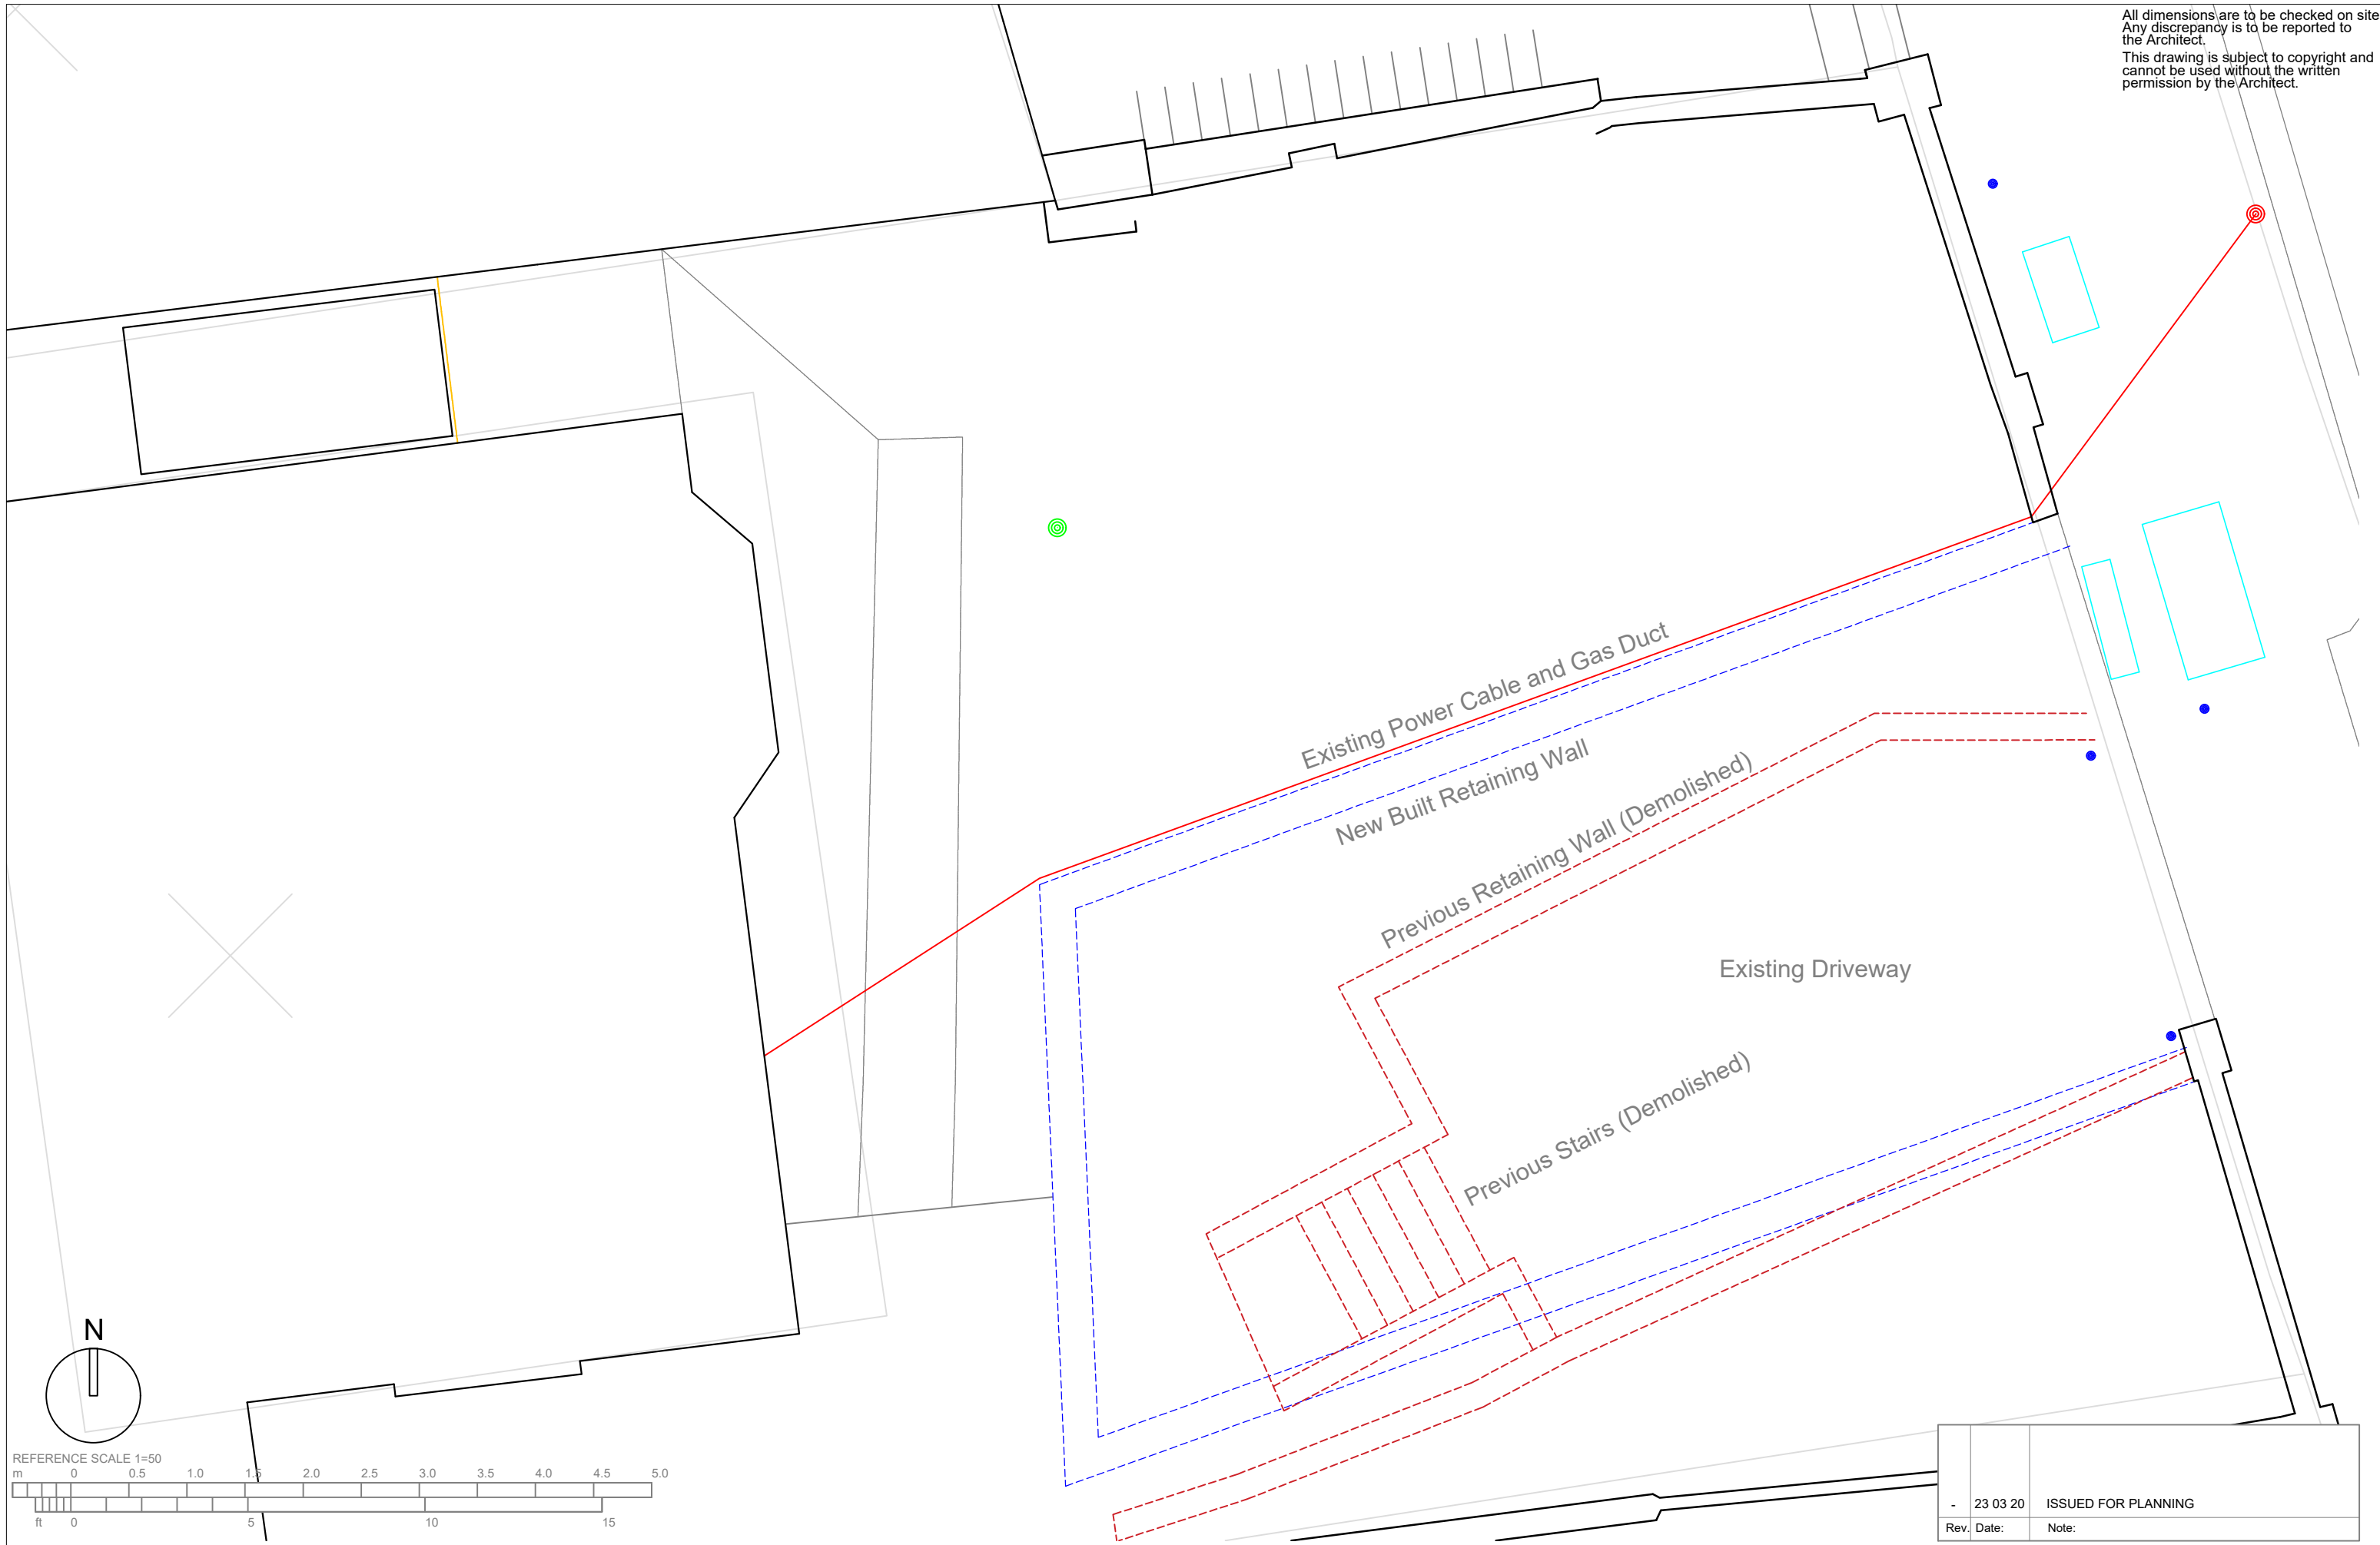 All dimensions are to be checked on site
Any discrepancy is to be reported to
the Architect.
This drawing is subject to copyright and
cannot be used without the written
permission by the Architect.
Existing Power Cable and Gas Duct
New Built Retaining Wall
Previous Retaining Wall (Demolished)
Existing Driveway
Previous Stairs (Demolished)
N
REFERENCE SCALE 1=50
m 0 0.5 1.0 1.5 2.0 2.5 3.0 3.5 4.0 4.5 5.0
ft 0 5 10 15
- 23 03 20 ISSUED FOR PLANNING
Rev. Date: Note: